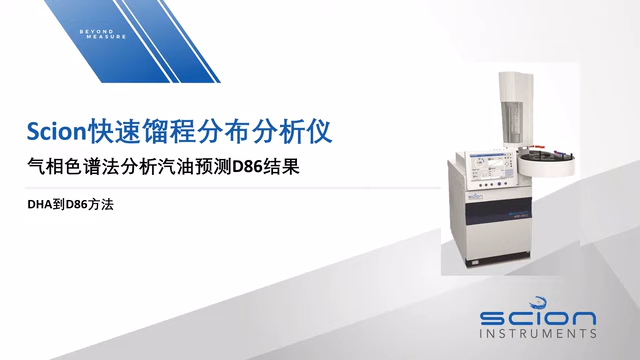 BEYOND
MEASURE
Scion快速馏程分布分析仪
气相色谱法分析汽油预测D86结果
DHA到D86方法
scion
INSTRUMENTS